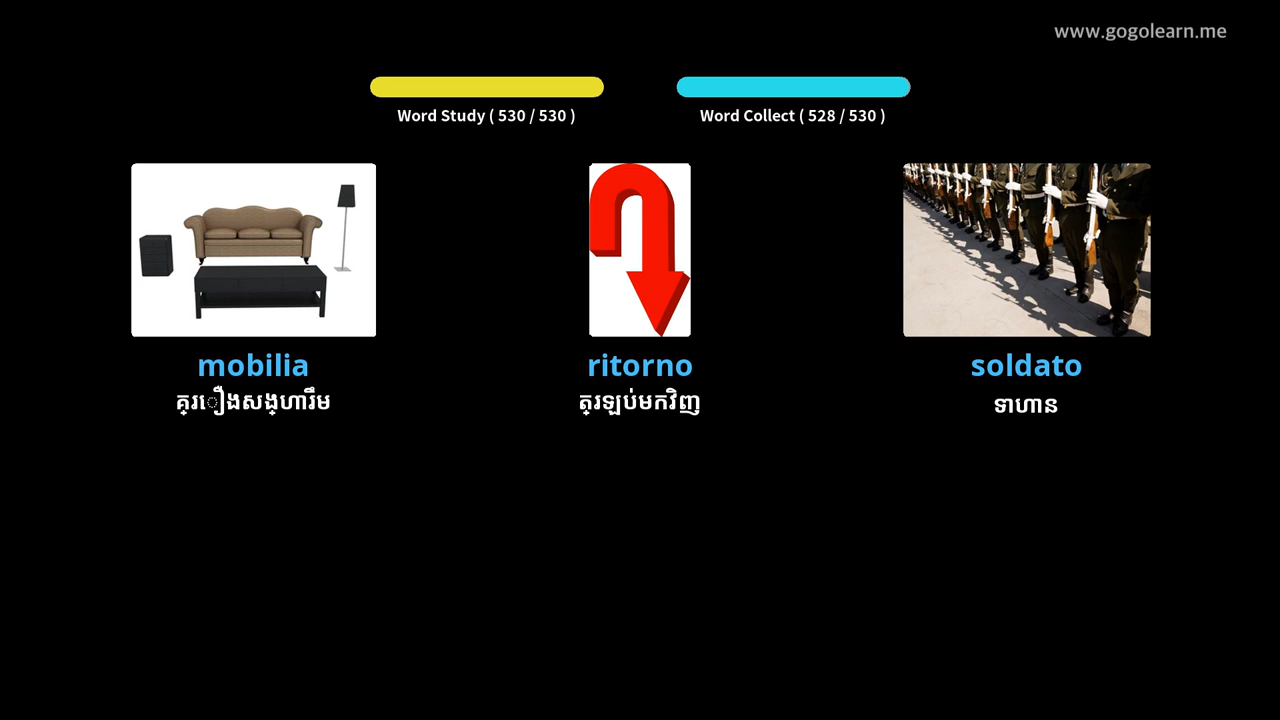 www.gogolearn.me
Word Study ( 530 / 530 )
Word Collect ( 528 / 530 )
mobilia
គ្រឿងសង្ហារឹម
ritorno
ត្រឡប់មកវិញ
soldato
ទាហាន